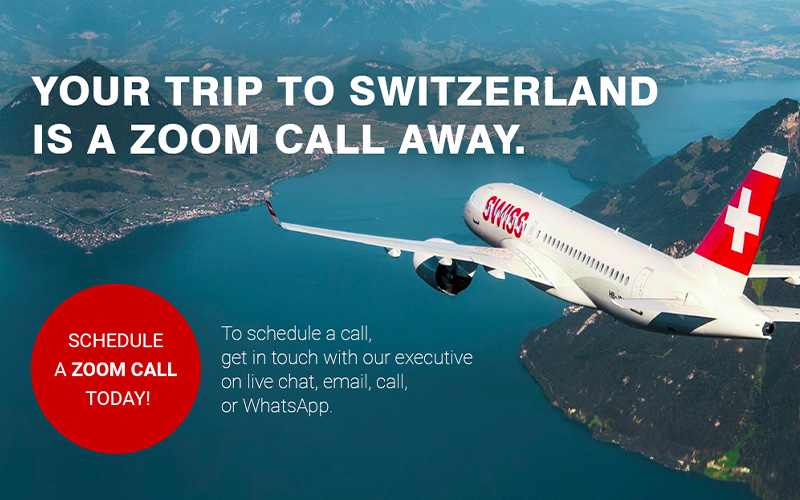 YOUR TRIP TO SWITZERLAND
IS A ZOOM CALL AWAY.
SWISS
SCHEDULE
A ZOOM CALL
TODAY!
To schedule a call,
get in touch with our executive
on live chat, email, call,
or WhatsApp.